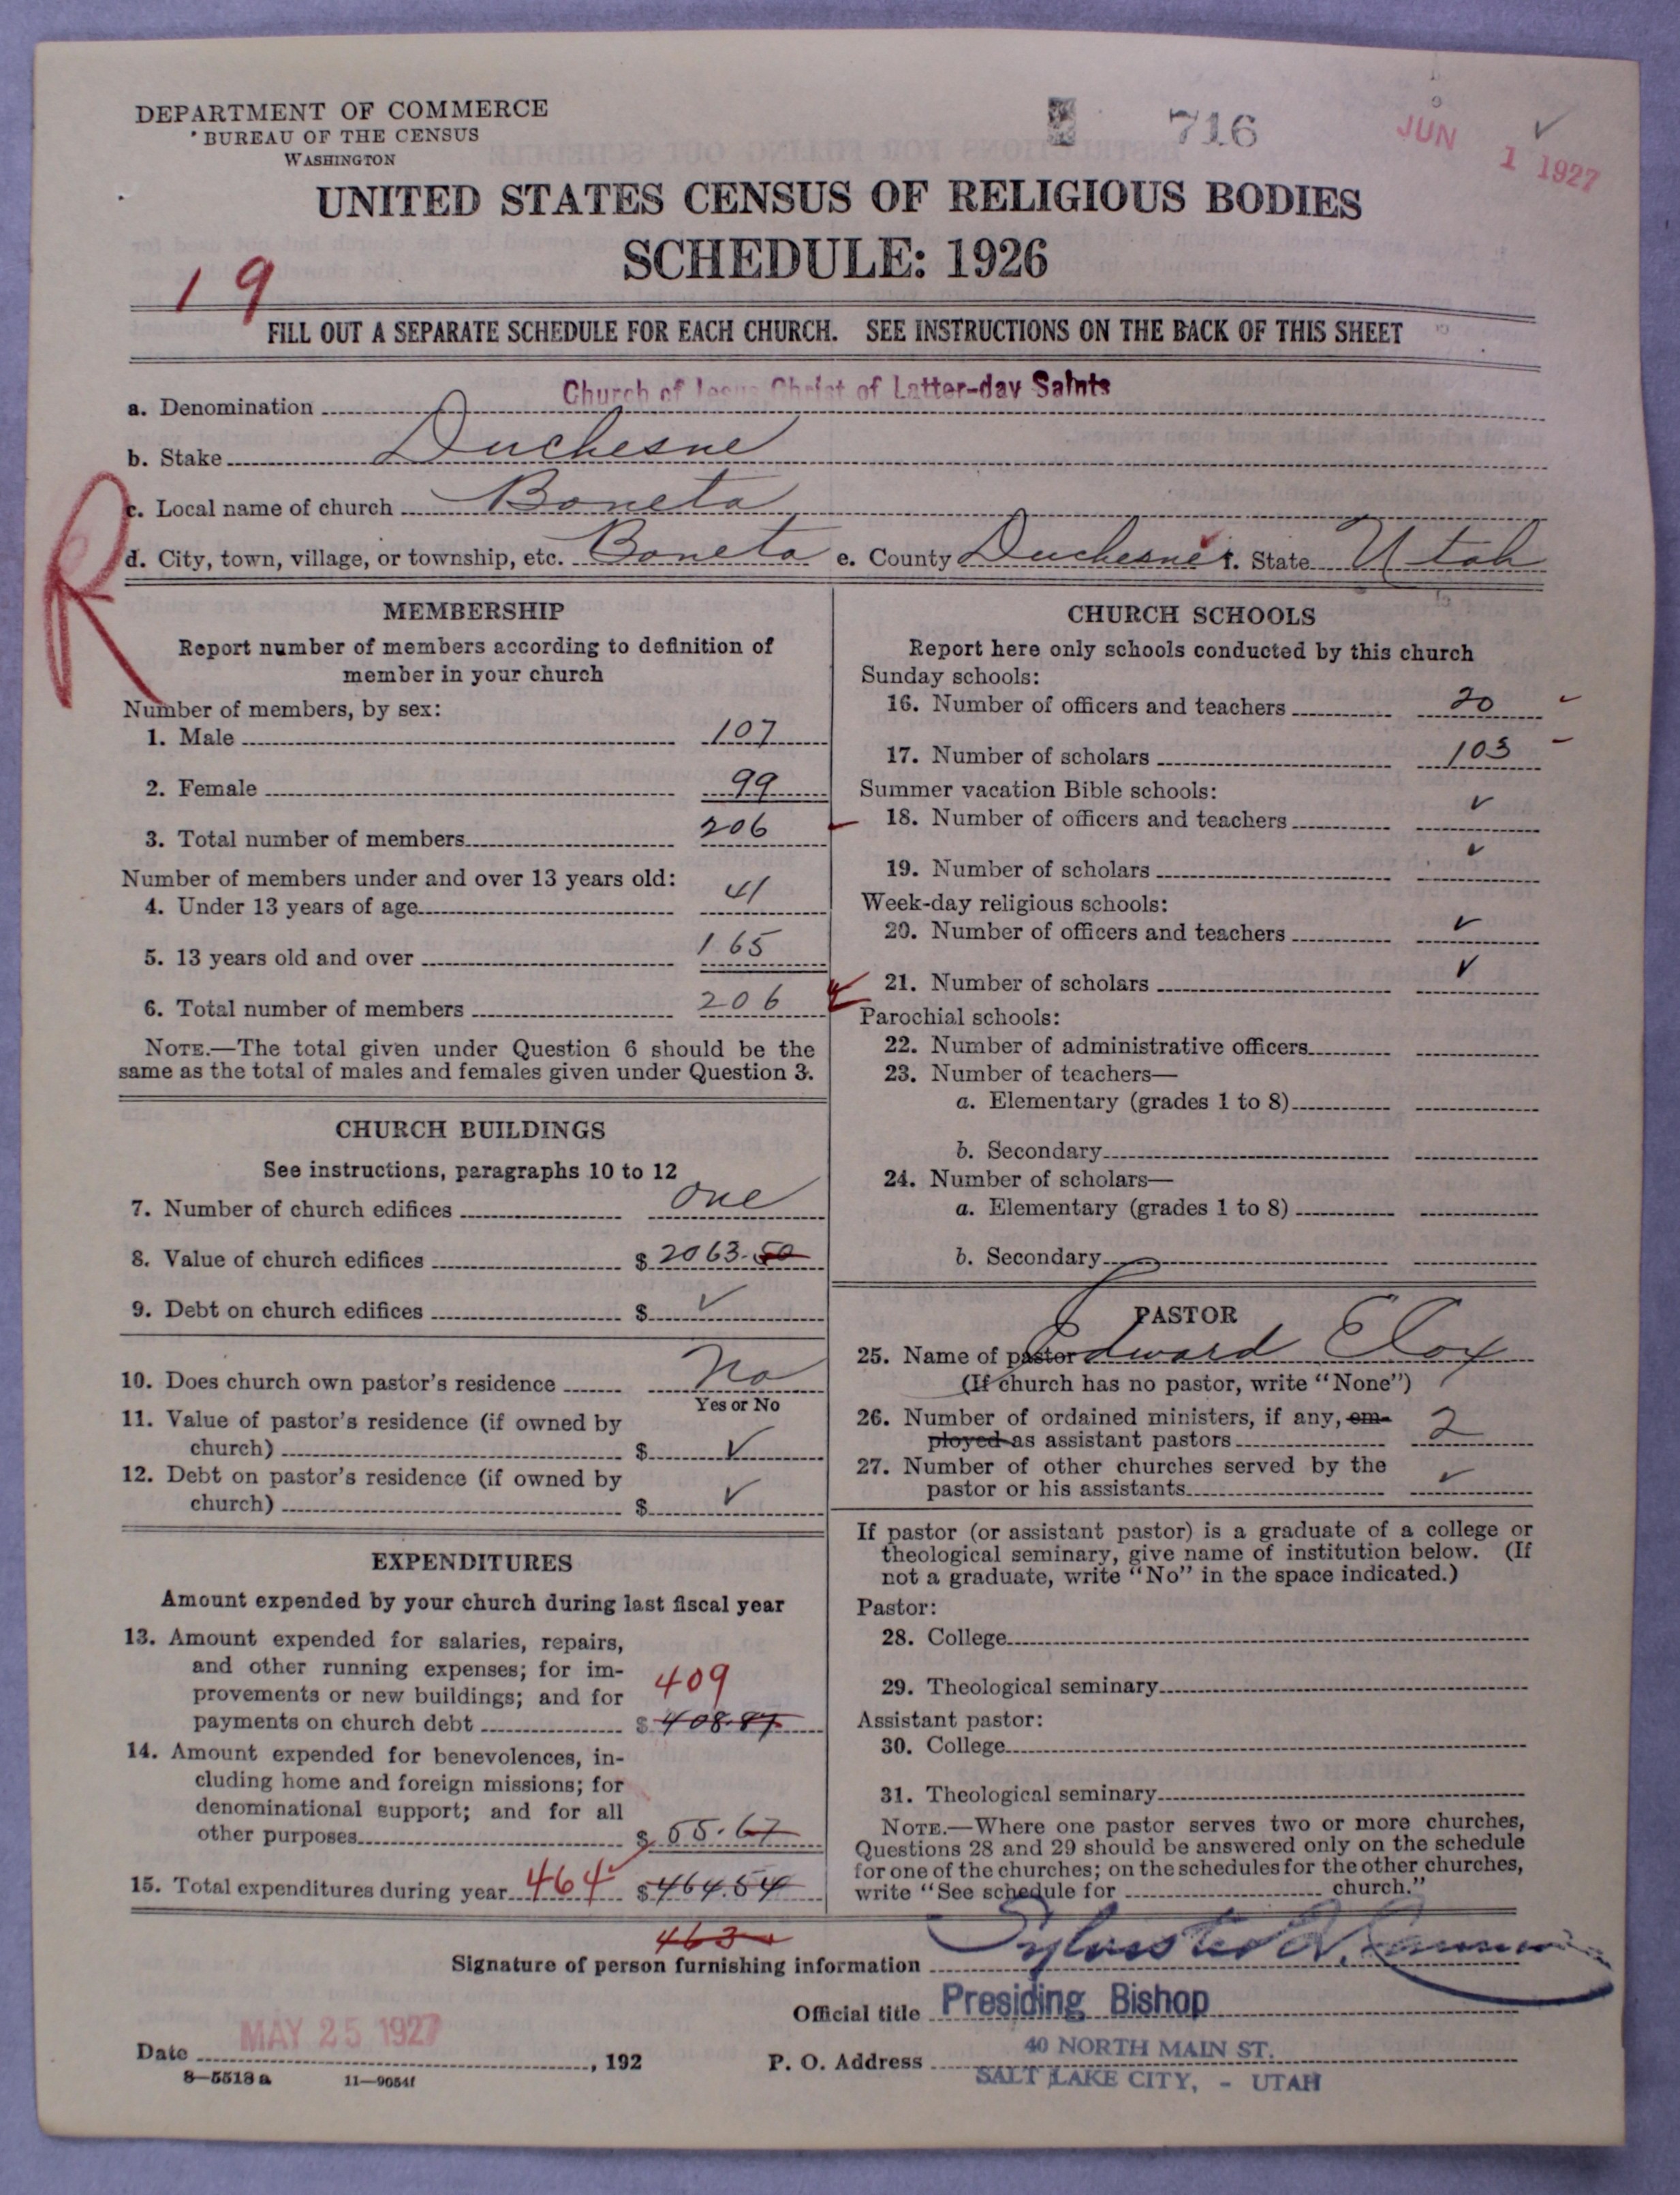 DEPARTMENT OF COMMERCE
BUREAU OF THE CENSUS
WASHINGTON
716
JUN 1 1927
UNITED STATES CENSUS OF RELIGIOUS BODIES
SCHEDULE: 1926
19
FILL OUT A SEPARATE SCHEDULE FOR EACH CHURCH. SEE INSTRUCTIONS ON THE BACK OF THIS SHEET
a. Denomination Church of Jesus Christ of Latter-day Saints
b. Stake Duchesne
R
c. Local name of church Boneta
d. City, town, village, or township, etc. Boneta e. County Duchesne f. State Utah
MEMBERSHIP
Report number of members according to definition of
member in your church
Number of members, by sex:
1. Male 107
2. Female 99
3. Total number of members 206
Number of members under and over 13 years old:
4. Under 13 years of age 41
5. 13 years old and over 165
6. Total number of members 206
NOTE.—The total given under Question 6 should be the
same as the total of males and females given under Question 3.
CHURCH BUILDINGS
See instructions, paragraphs 10 to 12
7. Number of church edifices one
8. Value of church edifices $ 2063.50
9. Debt on church edifices $ ✓
10. Does church own pastor's residence No
Yes or No
11. Value of pastor's residence (if owned by
church) $ ✓
12. Debt on pastor's residence (if owned by
church) $ ✓
EXPENDITURES
Amount expended by your church during last fiscal year
13. Amount expended for salaries, repairs,
and other running expenses; for im-
provements or new buildings; and for 409
payments on church debt $ 408.87
14. Amount expended for benevolences, in-
cluding home and foreign missions; for
denominational support; and for all
other purposes $ 55.67
15. Total expenditures during year 464 $ 464.54
463
CHURCH SCHOOLS
Report here only schools conducted by this church
Sunday schools:
16. Number of officers and teachers 20
17. Number of scholars 103
Summer vacation Bible schools:
18. Number of officers and teachers ✓
19. Number of scholars ✓
Week-day religious schools:
20. Number of officers and teachers ✓
21. Number of scholars ✓
Parochial schools:
22. Number of administrative officers
23. Number of teachers—
a. Elementary (grades 1 to 8)
b. Secondary
24. Number of scholars—
a. Elementary (grades 1 to 8)
b. Secondary
PASTOR
25. Name of pastor Edward
(If church has no pastor, write "None")
26. Number of ordained ministers, if any, em-
ployed as assistant pastors 2
27. Number of other churches served by the
pastor or his assistants ✓
If pastor (or assistant pastor) is a graduate of a college or
theological seminary, give name of institution below. (If
not a graduate, write "No" in the space indicated.)
Pastor:
28. College
29. Theological seminary
Assistant pastor:
30. College
31. Theological seminary
NOTE.—Where one pastor serves two or more churches,
Questions 28 and 29 should be answered only on the schedule
for one of the churches; on the schedules for the other churches,
write "See schedule for church."
Signature of person furnishing information Sylvester Q. Cannon
Official title Presiding Bishop
Date MAY 25 1927, 192
P. O. Address 40 NORTH MAIN ST.
SALT LAKE CITY, - UTAH
8-5518a 11-9054f